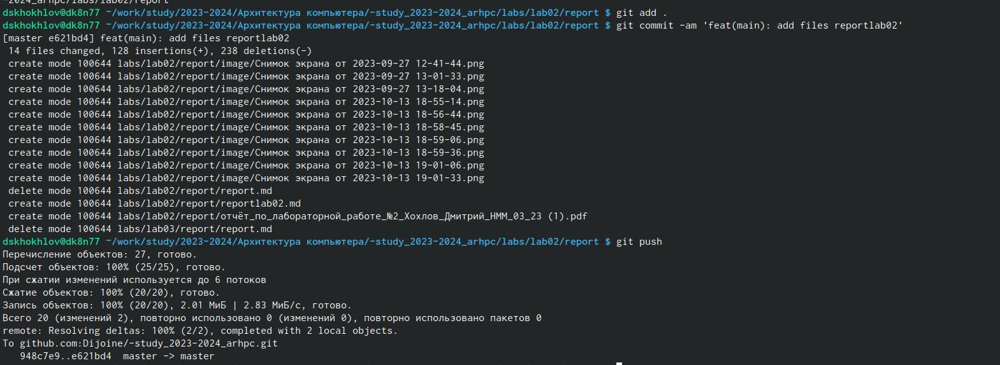 -2024_arhpc/labs/lab02/report
dskhokhlov@dk8n77 ~/work/study/2023-2024/Архитектура компьютера/-study_2023-2024_arhpc/labs/lab02/report $ git add .
dskhokhlov@dk8n77 ~/work/study/2023-2024/Архитектура компьютера/-study_2023-2024_arhpc/labs/lab02/report $ git commit -am 'feat(main): add files reportlab02'
[master e621bd4] feat(main): add files reportlab02
 14 files changed, 128 insertions(+), 238 deletions(-)
 create mode 100644 labs/lab02/report/image/Снимок экрана от 2023-09-27 12-41-44.png
 create mode 100644 labs/lab02/report/image/Снимок экрана от 2023-09-27 13-01-33.png
 create mode 100644 labs/lab02/report/image/Снимок экрана от 2023-09-27 13-18-04.png
 create mode 100644 labs/lab02/report/image/Снимок экрана от 2023-10-13 18-55-14.png
 create mode 100644 labs/lab02/report/image/Снимок экрана от 2023-10-13 18-56-44.png
 create mode 100644 labs/lab02/report/image/Снимок экрана от 2023-10-13 18-58-45.png
 create mode 100644 labs/lab02/report/image/Снимок экрана от 2023-10-13 18-59-06.png
 create mode 100644 labs/lab02/report/image/Снимок экрана от 2023-10-13 18-59-36.png
 create mode 100644 labs/lab02/report/image/Снимок экрана от 2023-10-13 19-01-06.png
 create mode 100644 labs/lab02/report/image/Снимок экрана от 2023-10-13 19-01-33.png
 delete mode 100644 labs/lab02/report/report.md
 create mode 100644 labs/lab02/report/reportlab02.md
 create mode 100644 labs/lab02/report/отчёт_по_лабораторной_работе_№2_Хохлов_Дмитрий_НММ_03_23 (1).pdf
 delete mode 100644 labs/lab03/report/report.md
dskhokhlov@dk8n77 ~/work/study/2023-2024/Архитектура компьютера/-study_2023-2024_arhpc/labs/lab02/report $ git push
Перечисление объектов: 27, готово.
Подсчет объектов: 100% (25/25), готово.
При сжатии изменений используется до 6 потоков
Сжатие объектов: 100% (20/20), готово.
Запись объектов: 100% (20/20), 2.01 МиБ | 2.83 МиБ/с, готово.
Всего 20 (изменений 2), повторно использовано 0 (изменений 0), повторно использовано пакетов 0
remote: Resolving deltas: 100% (2/2), completed with 2 local objects.
To github.com:Dijoine/-study_2023-2024_arhpc.git
   948c7e9..e621bd4  master -> master